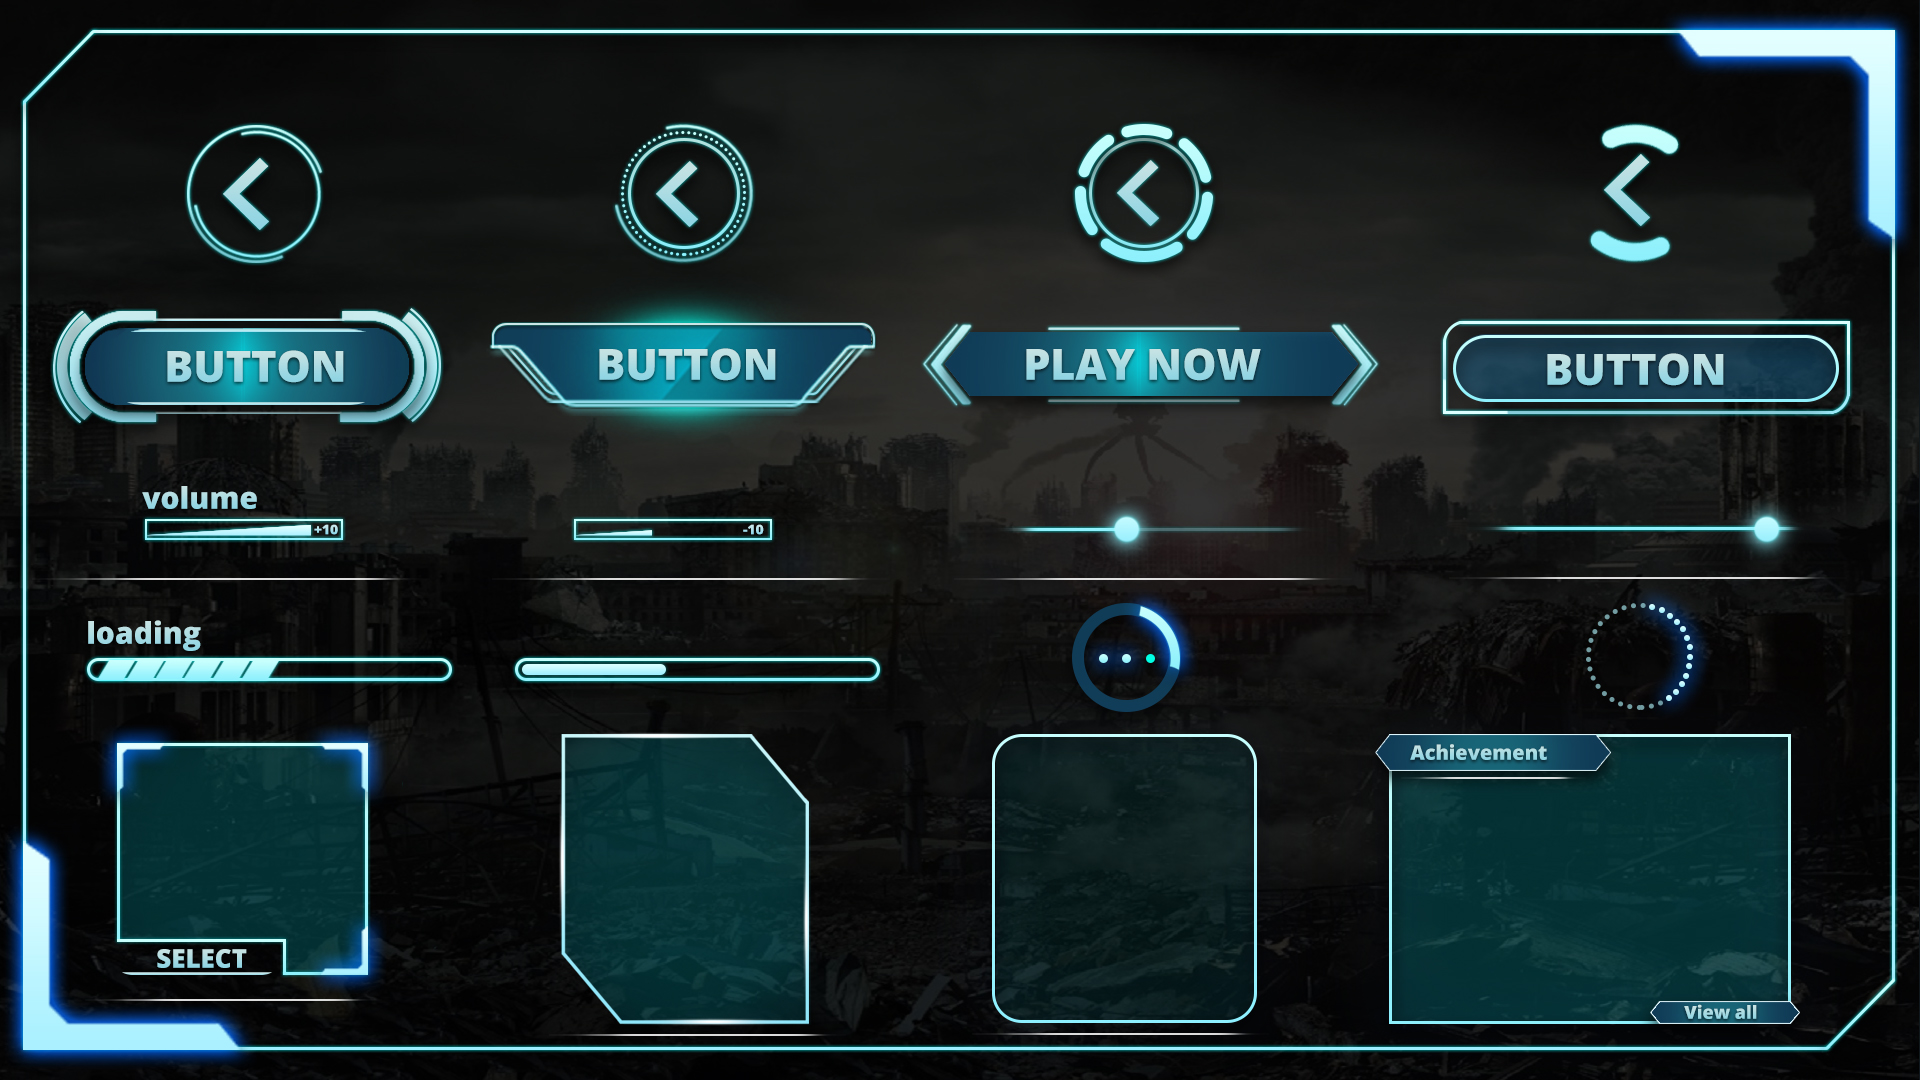 BUTTON
BUTTON
PLAY NOW
BUTTON
volume
+10
-10
loading
Achievement
SELECT
View all